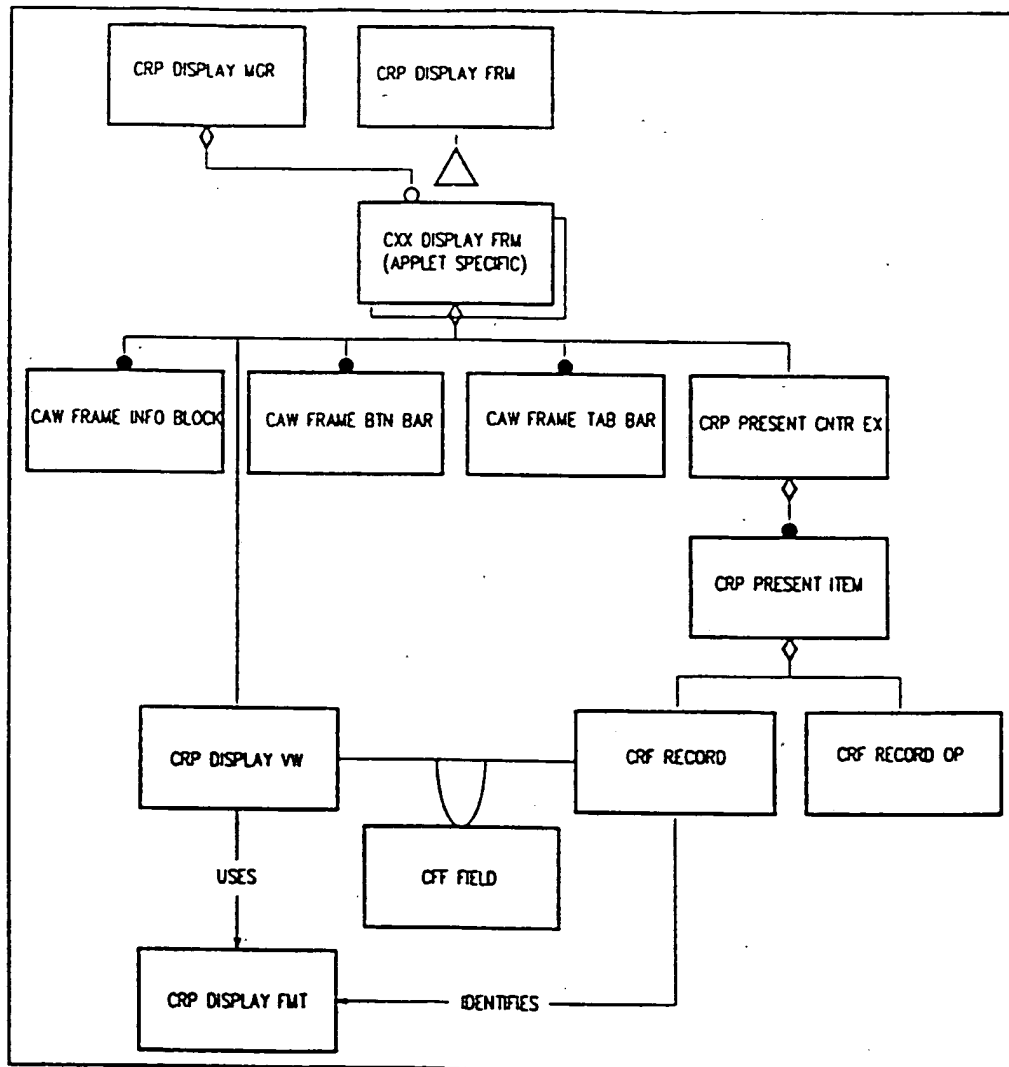 CRP DISPLAY MGR
CRP DISPLAY FRM
CXX DISPLAY FRM
(APPLET SPECIFIC)
CAW FRAME INFO BLOCK
CAW FRAME BTN BAR
CAW FRAME TAB BAR
CRP PRESENT CNTR EX
CRP PRESENT ITEM
CRP DISPLAY VW
CRF RECORD
CRF RECORD OP
USES
CFF FIELD
CRP DISPLAY FMT
IDENTIFIES